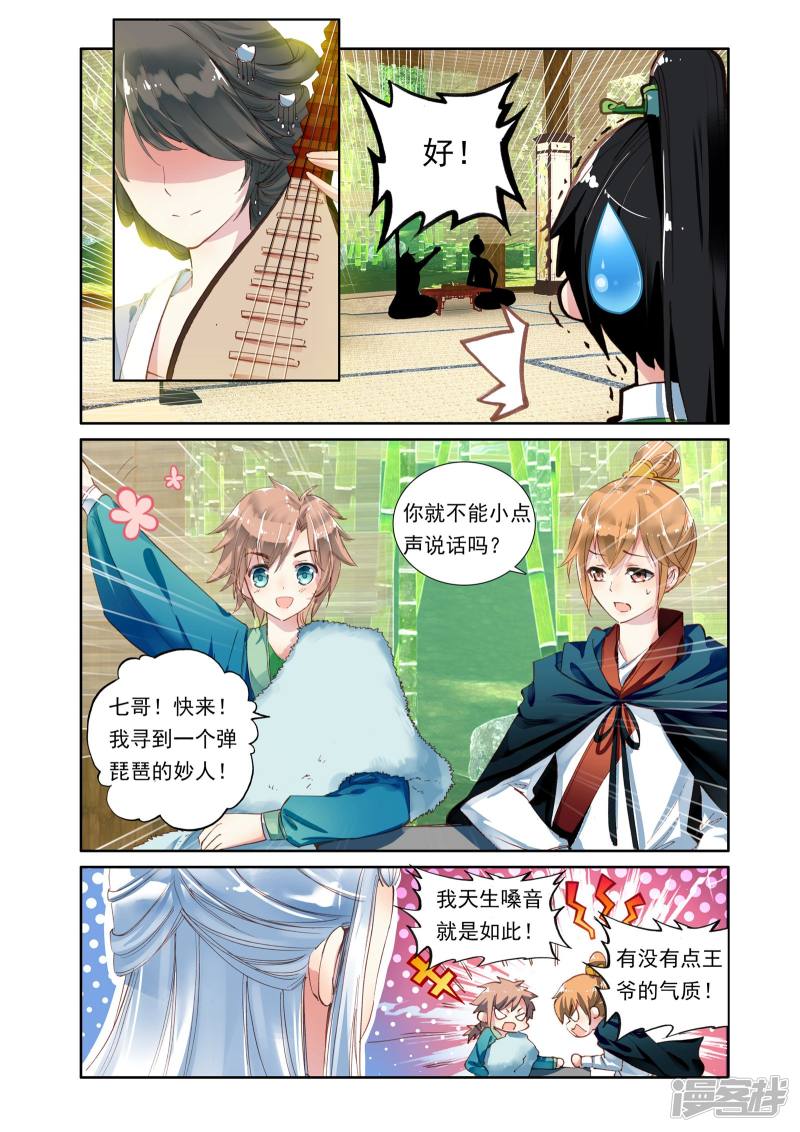 好！
你就不能小点
声说话吗？
七哥！快来！
我寻到一个弹
琵琶的妙人！
我天生嗓音
就是如此！
有没有点王
爷的气质！
漫客栈